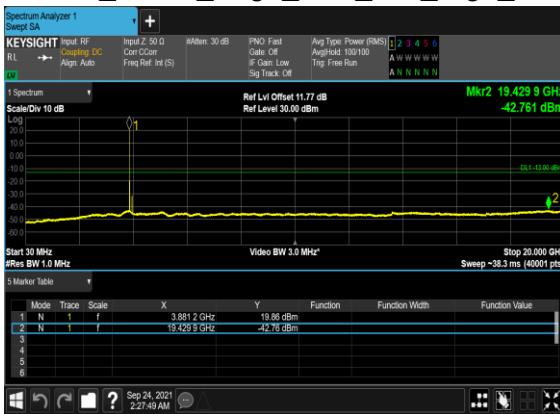 Spectrum Analyzer 1
Swept SA
+
KEYSIGHT Input: RF Input Z: 50 Ω #Atten: 30 dB PNO: Fast Avg Type: Power (RMS) 1 2 3 4 5 6
RL Coupling: DC Corr CCorr Gate: Off Avg|Hold: 100/100 A W W W W W
Align: Auto Freq Ref: Int (S) IF Gain: Low Trig: Free Run
Sig Track: Off A N N N N N
LV
1 Spectrum Ref Lvl Offset 11.77 dB Mkr2 19.429 9 GHz
Scale/Div 10 dB Ref Level 30.00 dBm -42.761 dBm
Log
1
20.0
10.0
0.00
-10.0 DL1 -13.00 dBm
-20.0
-30.0
2
-40.0
-50.0
-60.0
Start 30 MHz Video BW 3.0 MHz* Stop 20.000 GHz
#Res BW 1.0 MHz Sweep ~38.3 ms (40001 pts)
5 Marker Table
Mode Trace Scale X Y Function Function Width Function Value
1 N 1 f 3.881 2 GHz 19.86 dBm
2 N 1 f 19.429 9 GHz -42.76 dBm
3
4
5
6
? Sep 24, 2021
2:27:49 AM